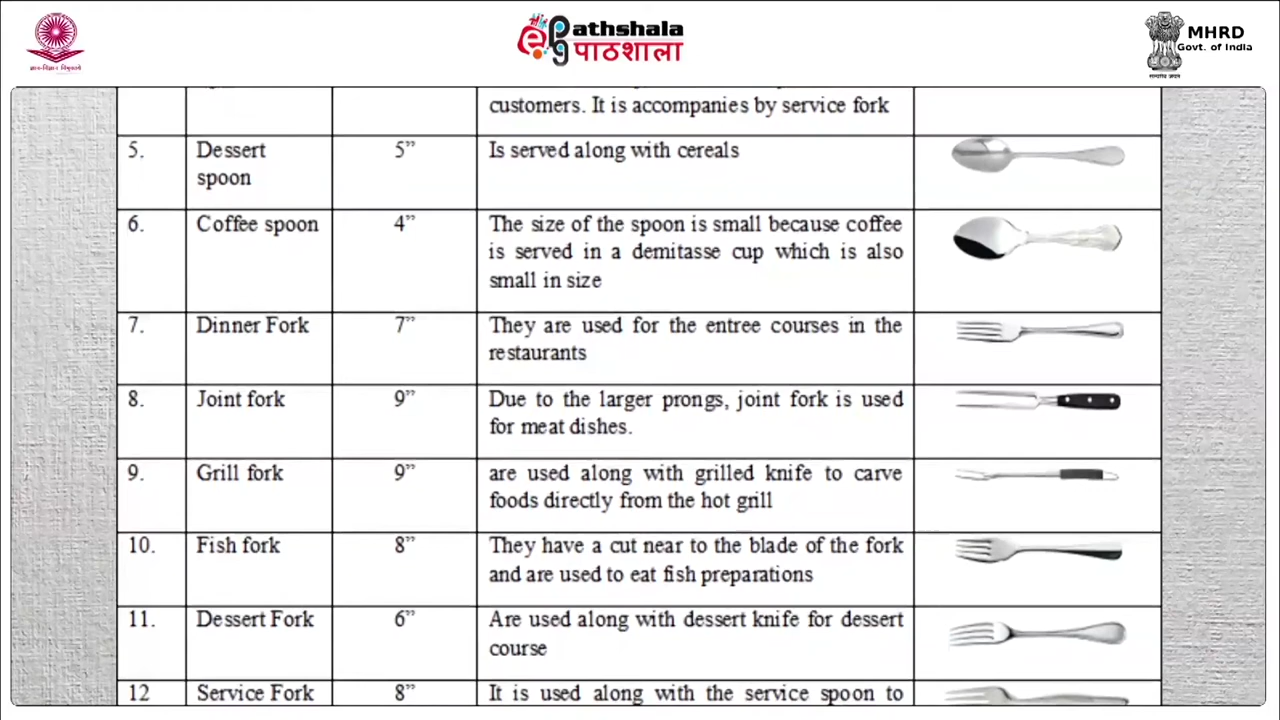 ज्ञान-विज्ञान विमुक्तये
Pathshala
पाठशाला
MHRD
Govt. of India
सत्यमेव जयते
customers. It is accompanies by service fork
5. Dessert spoon 5” Is served along with cereals
6. Coffee spoon 4” The size of the spoon is small because coffee
is served in a demitasse cup which is also
small in size
7. Dinner Fork 7” They are used for the entree courses in the
restaurants
8. Joint fork 9” Due to the larger prongs, joint fork is used
for meat dishes.
9. Grill fork 9” are used along with grilled knife to carve
foods directly from the hot grill
10. Fish fork 8” They have a cut near to the blade of the fork
and are used to eat fish preparations
11. Dessert Fork 6” Are used along with dessert knife for dessert
course
12 Service Fork 8” It is used along with the service spoon to